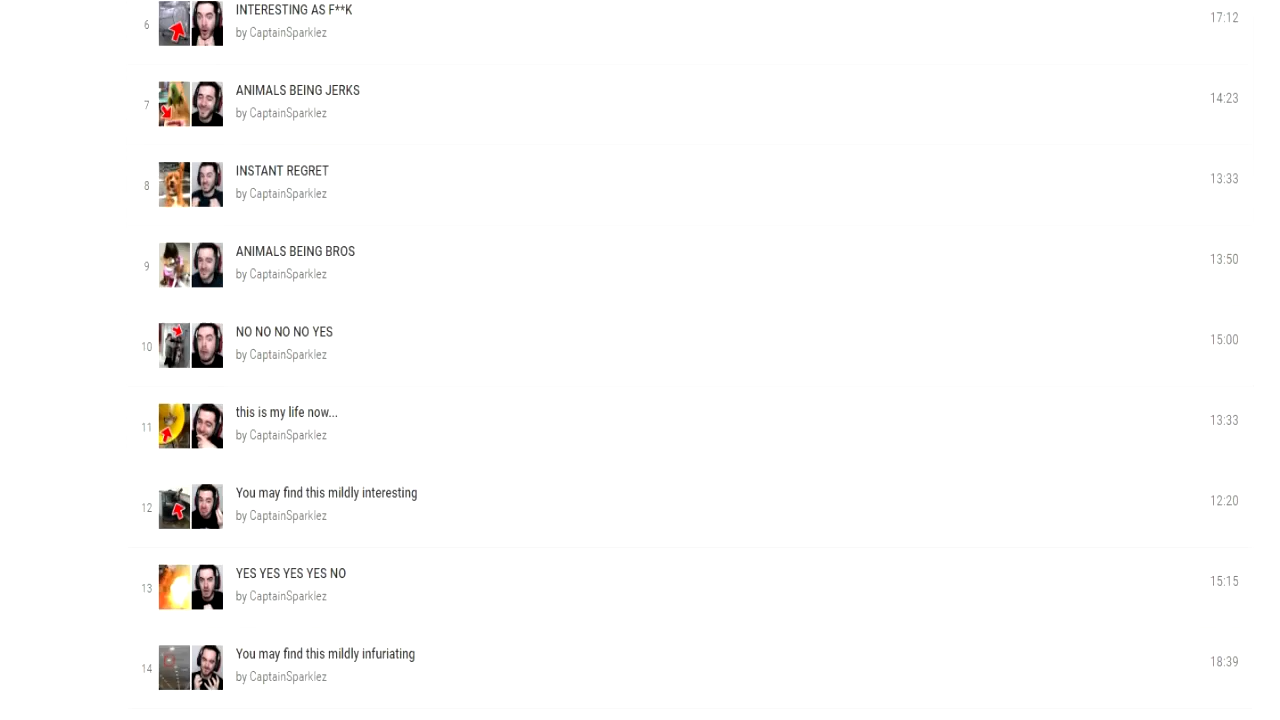 INTERESTING AS F**K
6
17:12
by CaptainSparklez
ANIMALS BEING JERKS
7
14:23
by CaptainSparklez
INSTANT REGRET
8
13:33
by CaptainSparklez
ANIMALS BEING BROS
9
13:50
by CaptainSparklez
NO NO NO NO YES
10
15:00
by CaptainSparklez
this is my life now...
11
13:33
by CaptainSparklez
You may find this mildly interesting
12
12:20
by CaptainSparklez
YES YES YES YES NO
13
15:15
by CaptainSparklez
You may find this mildly infuriating
14
18:39
by CaptainSparklez